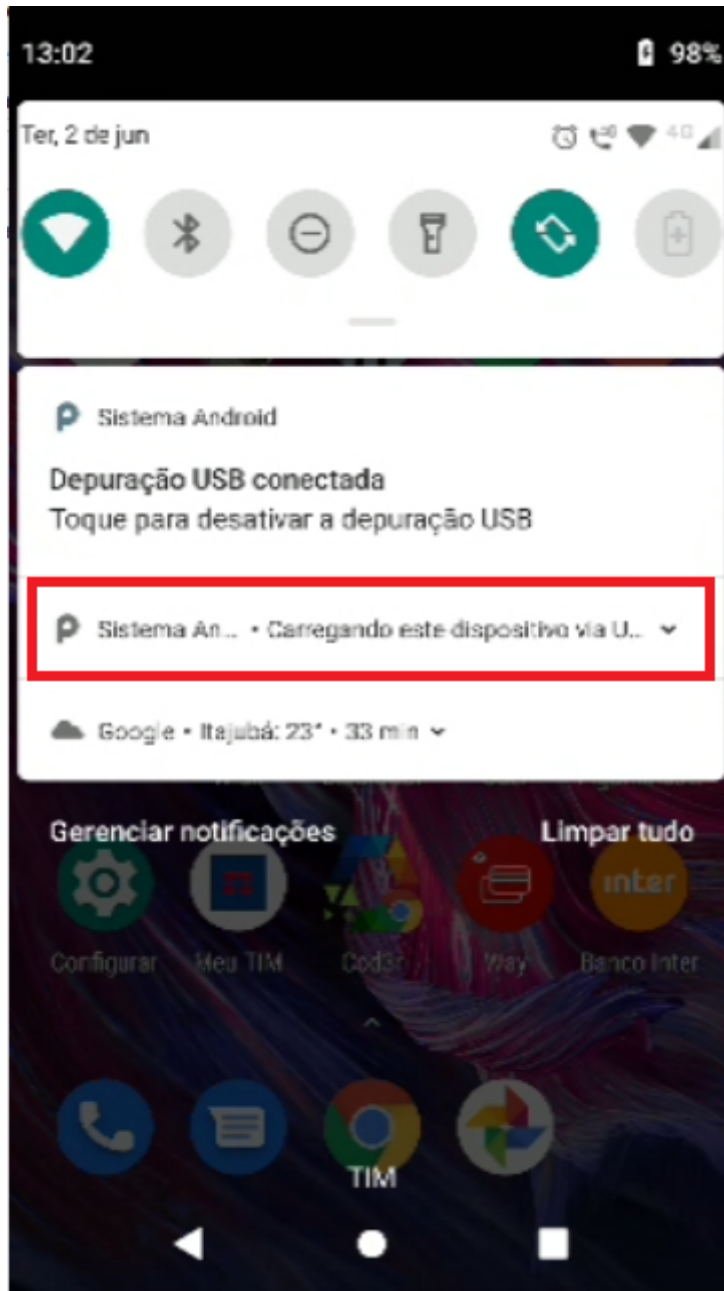 13:02 98%
Ter, 2 de jun 4G
Sistema Android
Depuração USB conectada
Toque para desativar a depuração USB
Sistema An... • Carregando este dispositivo via U...
Google • Itajubá: 23° • 33 min
Gerenciar notificações Limpar tudo
inter
Configurar Meu TIM Cod3r Way Banco Inter
TIM